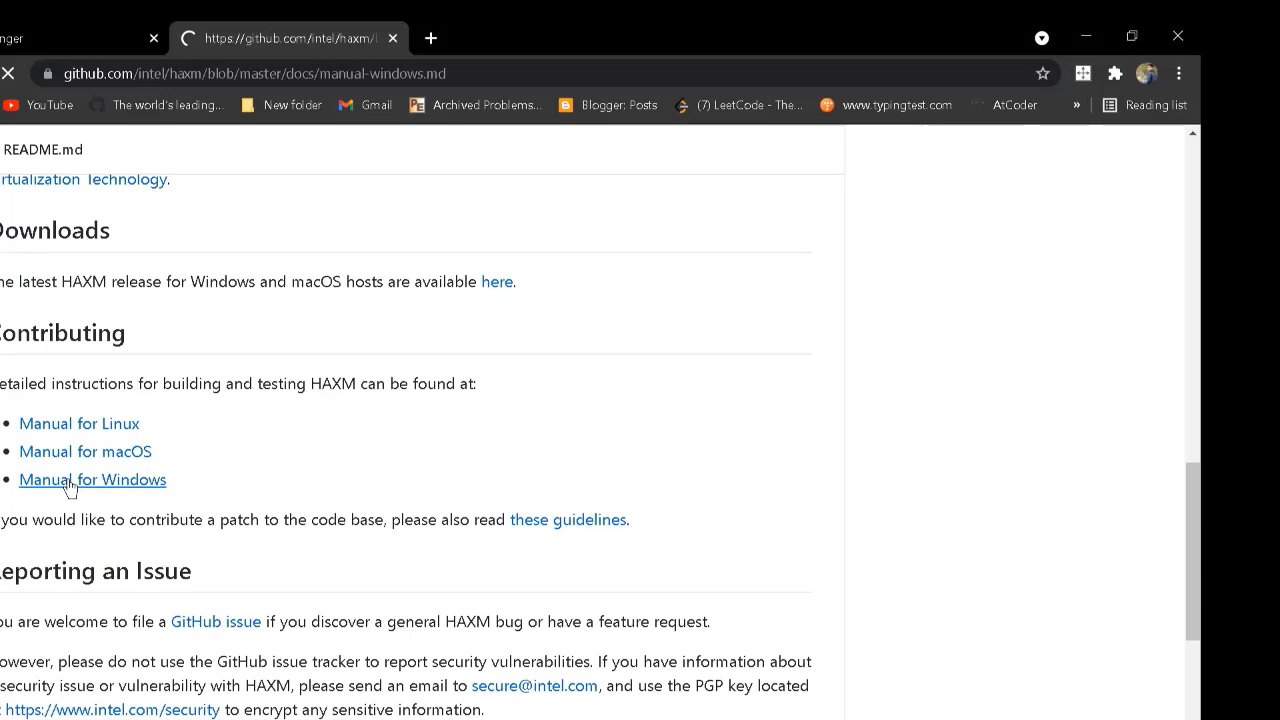 nger
https://github.com/intel/haxm/
github.com/intel/haxm/blob/master/docs/manual-windows.md
YouTube
The world's leading...
New folder
Gmail
PE
Archived Problems...
Blogger: Posts
(7) LeetCode - The...
www.typingtest.com
AtCoder
»
Reading list
README.md
rtualization Technology.
Downloads
he latest HAXM release for Windows and macOS hosts are available here.
Contributing
etailed instructions for building and testing HAXM can be found at:
• Manual for Linux
• Manual for macOS
• Manual for Windows
you would like to contribute a patch to the code base, please also read these guidelines.
eporting an Issue
ou are welcome to file a GitHub issue if you discover a general HAXM bug or have a feature request.
owever, please do not use the GitHub issue tracker to report security vulnerabilities. If you have information about
security issue or vulnerability with HAXM, please send an email to secure@intel.com, and use the PGP key located
https://www.intel.com/security to encrypt any sensitive information.